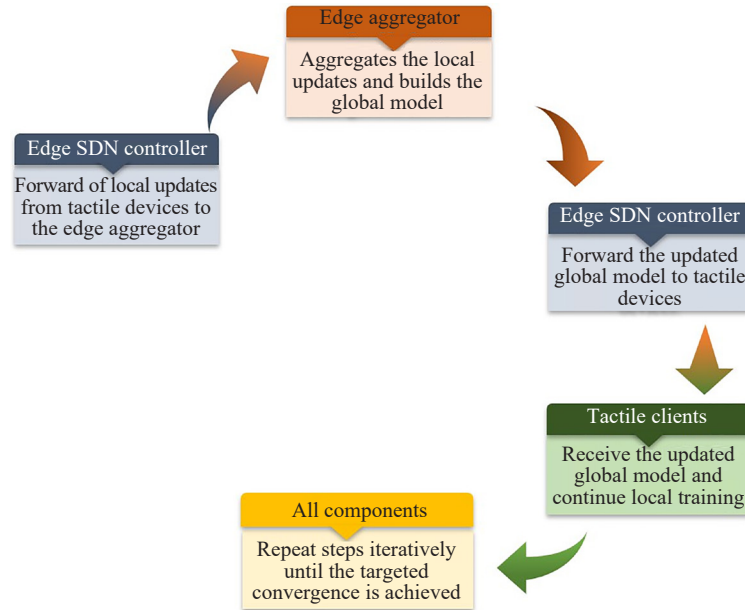 Edge aggregator
Aggregates the local
updates and builds the
global model
Edge SDN controller
Forward of local updates
from tactile devices to
the edge aggregator
Edge SDN controller
Forward the updated
global model to tactile
devices
Tactile clients
Receive the updated
global model and
continue local training
All components
Repeat steps iteratively
until the targeted
convergence is achieved